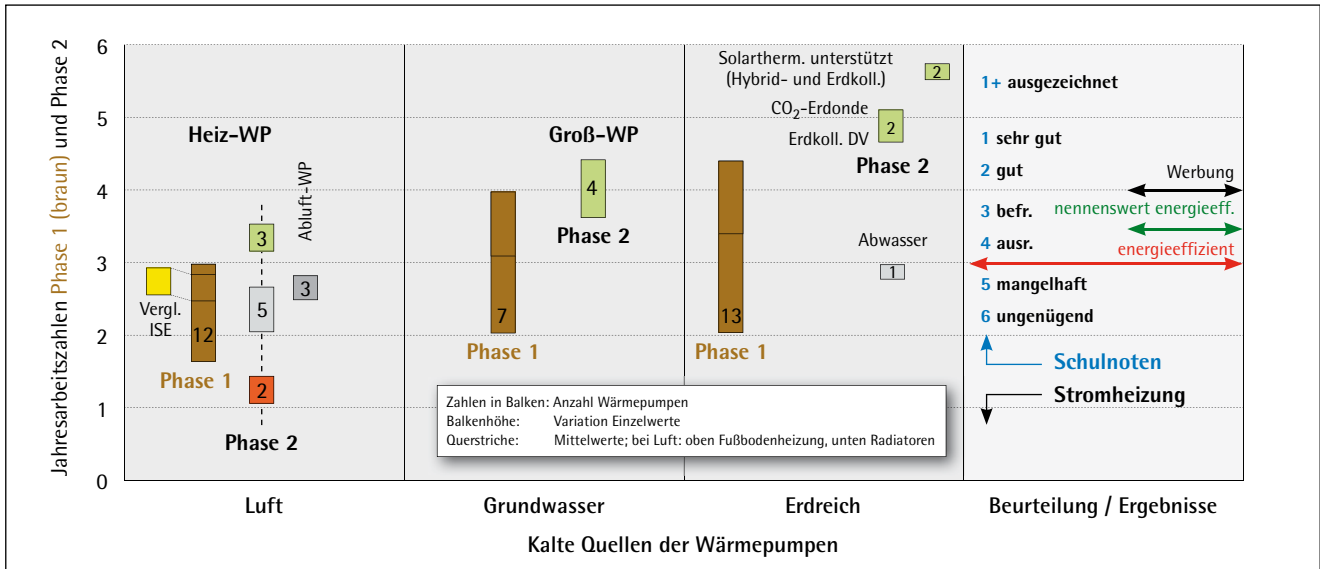 Jahresarbeitszahlen Phase 1 (braun) und Phase 2
6
5
4
3
2
1
0
Heiz-WP
Abluft-WP
3
5
2
3
Vergl.
ISE
12
Phase 1
Phase 2
Luft
Groß-WP
4
Phase 2
7
Phase 1
Grundwasser
Solartherm. unterstützt
(Hybrid- und Erdkoll.)
2
CO₂-Erdonde
Erdkoll. DV
2
Phase 2
Abwasser
1
13
Phase 1
Erdreich
Zahlen in Balken: Anzahl Wärmepumpen
Balkenhöhe: Variation Einzelwerte
Querstriche: Mittelwerte; bei Luft: oben Fußbodenheizung, unten Radiatoren
1+ ausgezeichnet
1 sehr gut
2 gut
Werbung
3 befr.
nennenswert energieeff.
4 ausr.
energieeffizient
5 mangelhaft
6 ungenügend
Schulnoten
Stromheizung
Beurteilung / Ergebnisse
Kalte Quellen der Wärmepumpen